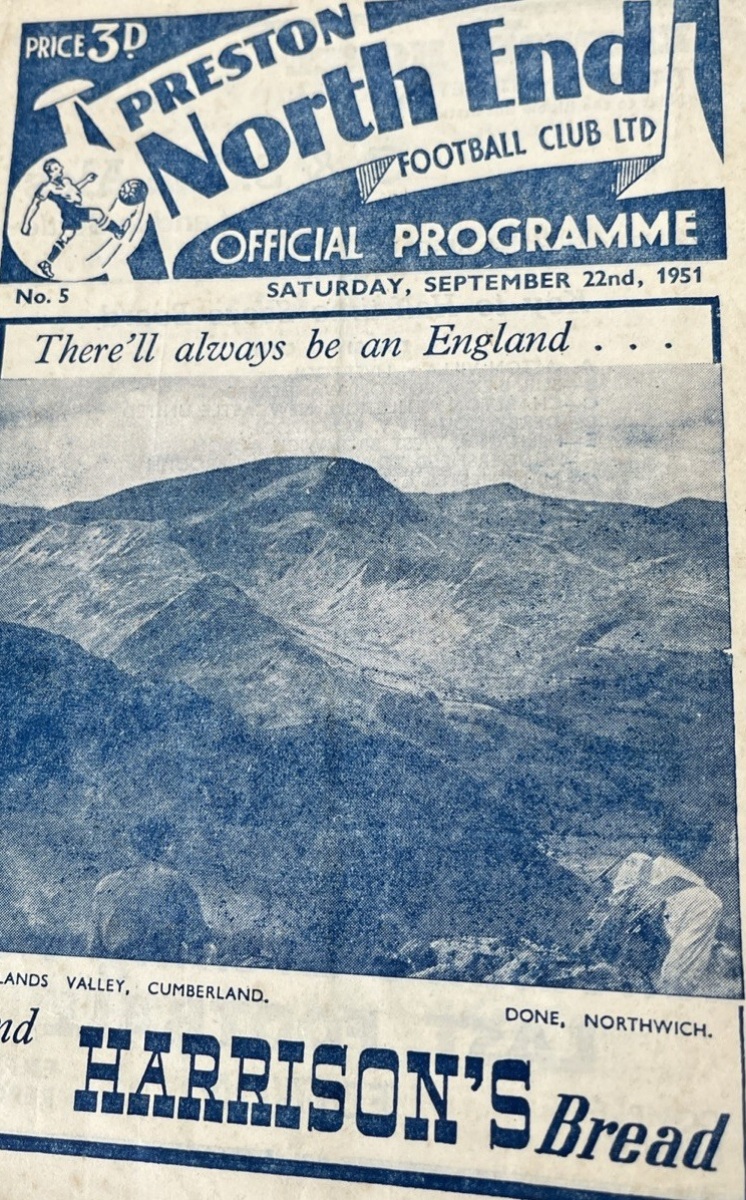 PRICE 3D
PRESTON
North End
FOOTBALL CLUB LTD
OFFICIAL PROGRAMME
No. 5
SATURDAY, SEPTEMBER 22nd, 1951
There'll always be an England . . .
LANDS VALLEY, CUMBERLAND.
DONE, NORTHWICH.
nd HARRISON'S Bread